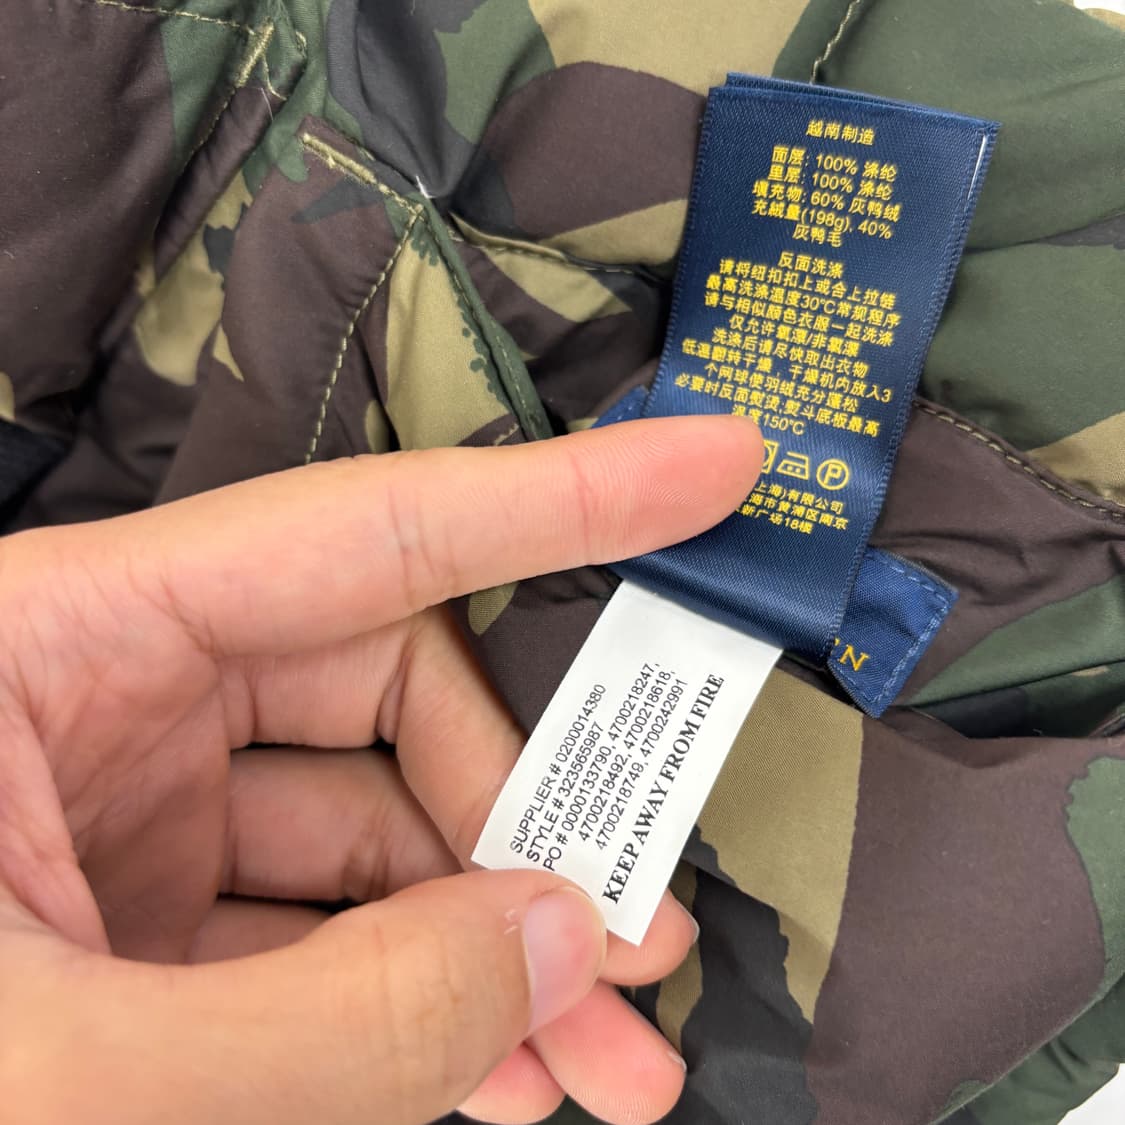 越南制造
面层: 100% 涤纶
里层: 100% 涤纶
填充物: 60% 灰鸭绒
充绒量(198g), 40%
灰鸭毛
反面洗涤
请将纽扣扣上或合上拉链
最高洗涤温度30℃常规程序
请与相似颜色衣服一起洗涤
仅允许氧漂/非氯漂
洗涤后请尽快取出衣物
低温翻转干燥，干燥机内放入3
个网球使羽绒充分蓬松
必要时反面熨烫,熨斗底板最高
温度150℃
P
上海)有限公司
海市黄浦区南京
新广场18楼
EN
SUPPLIER # 0200014380
STYLE # 323565987
PO # 0000133790, 4700218247,
4700218492, 4700218618,
4700218749, 4700242991
KEEP AWAY FROM FIRE